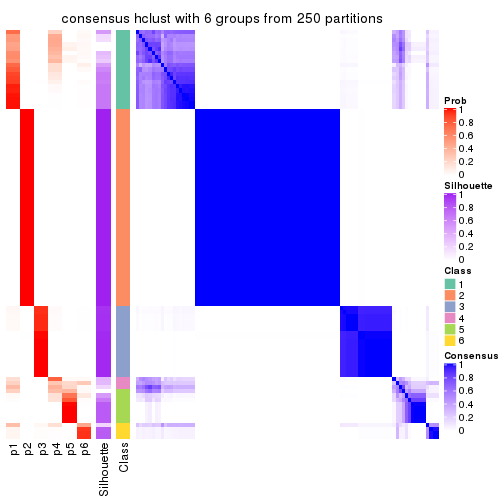 consensus hclust with 6 groups from 250 partitions
Prob
1
0.8
0.6
0.4
0.2
0
Silhouette
1
0.8
0.6
0.4
0.2
0
Class
1
2
3
4
5
6
Consensus
1
0.8
0.6
0.4
0.2
0
p1
p2
p3
p4
p5
p6
Silhouette
Class